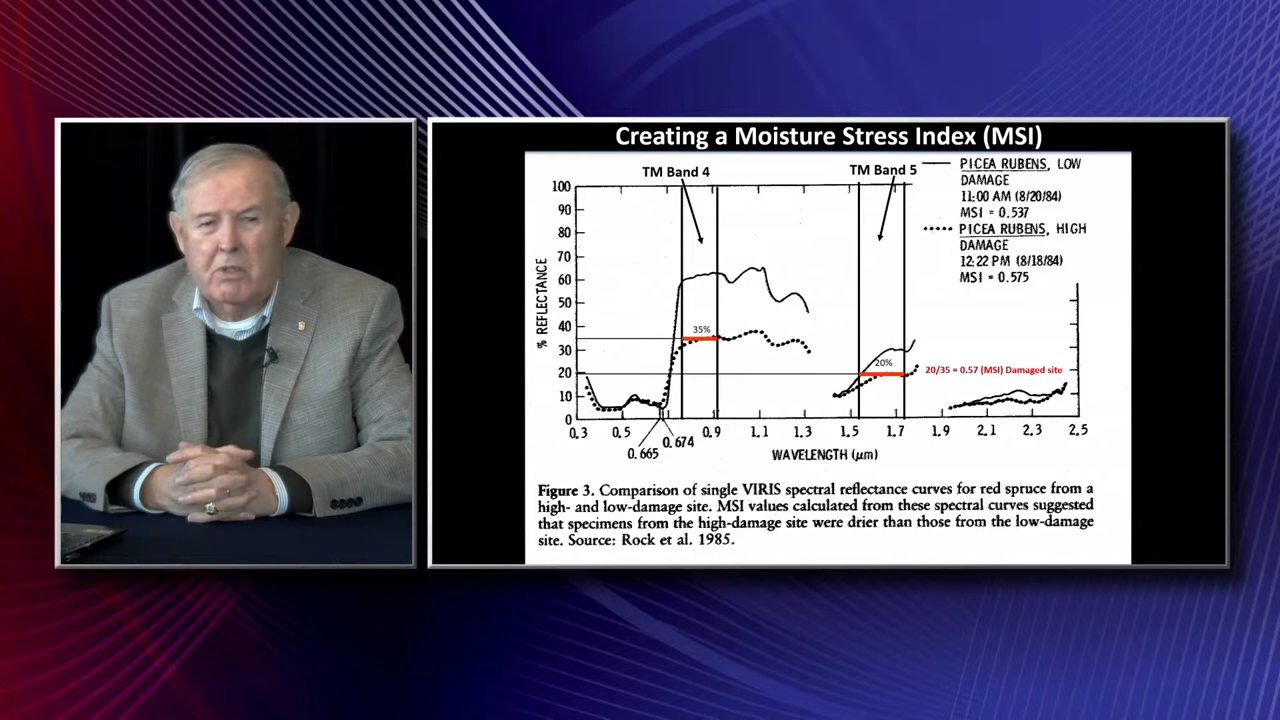 Creating a Moisture Stress Index (MSI)
TM Band 4
TM Band 5
PICEA RUBENS, LOW
DAMAGE
11:00 AM (8/20/84)
MSI = 0.537
PICEA RUBENS, HIGH
DAMAGE
12:22 PM (8/18/84)
MSI = 0.575
% REFLECTANCE
100
90
80
70
60
50
40
30
20
10
0
35%
20%
20/35 = 0.57 (MSI) Damaged site
0.3 0.5 0.9 1.1 1.3 1.5 1.7 1.9 2.1 2.3 2.5
0.665
0.674
WAVELENGTH (µm)
Figure 3. Comparison of single VIRIS spectral reflectance curves for red spruce from a
high- and low-damage site. MSI values calculated from these spectral curves suggested
that specimens from the high-damage site were drier than those from the low-damage
site. Source: Rock et al. 1985.